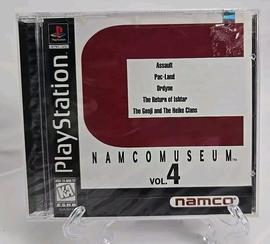 PlayStation
Assault
Pac-Land
Ordyne
The Return of Ishtar
The Genji and The Heike Clans
NAMCOMUSEUM
VOL.4
namco